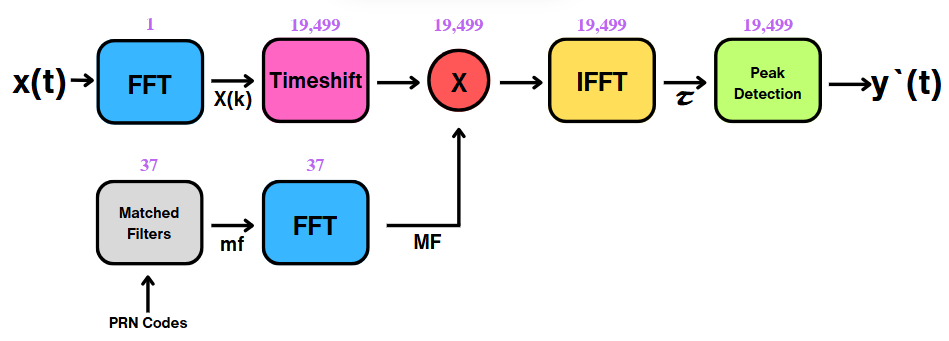 1
19,499
19,499
19,499
19,499
x(t)
FFT
X(k)
Timeshift
X
IFFT
τ
Peak
Detection
y`(t)
37
37
Matched
Filters
mf
FFT
MF
PRN Codes